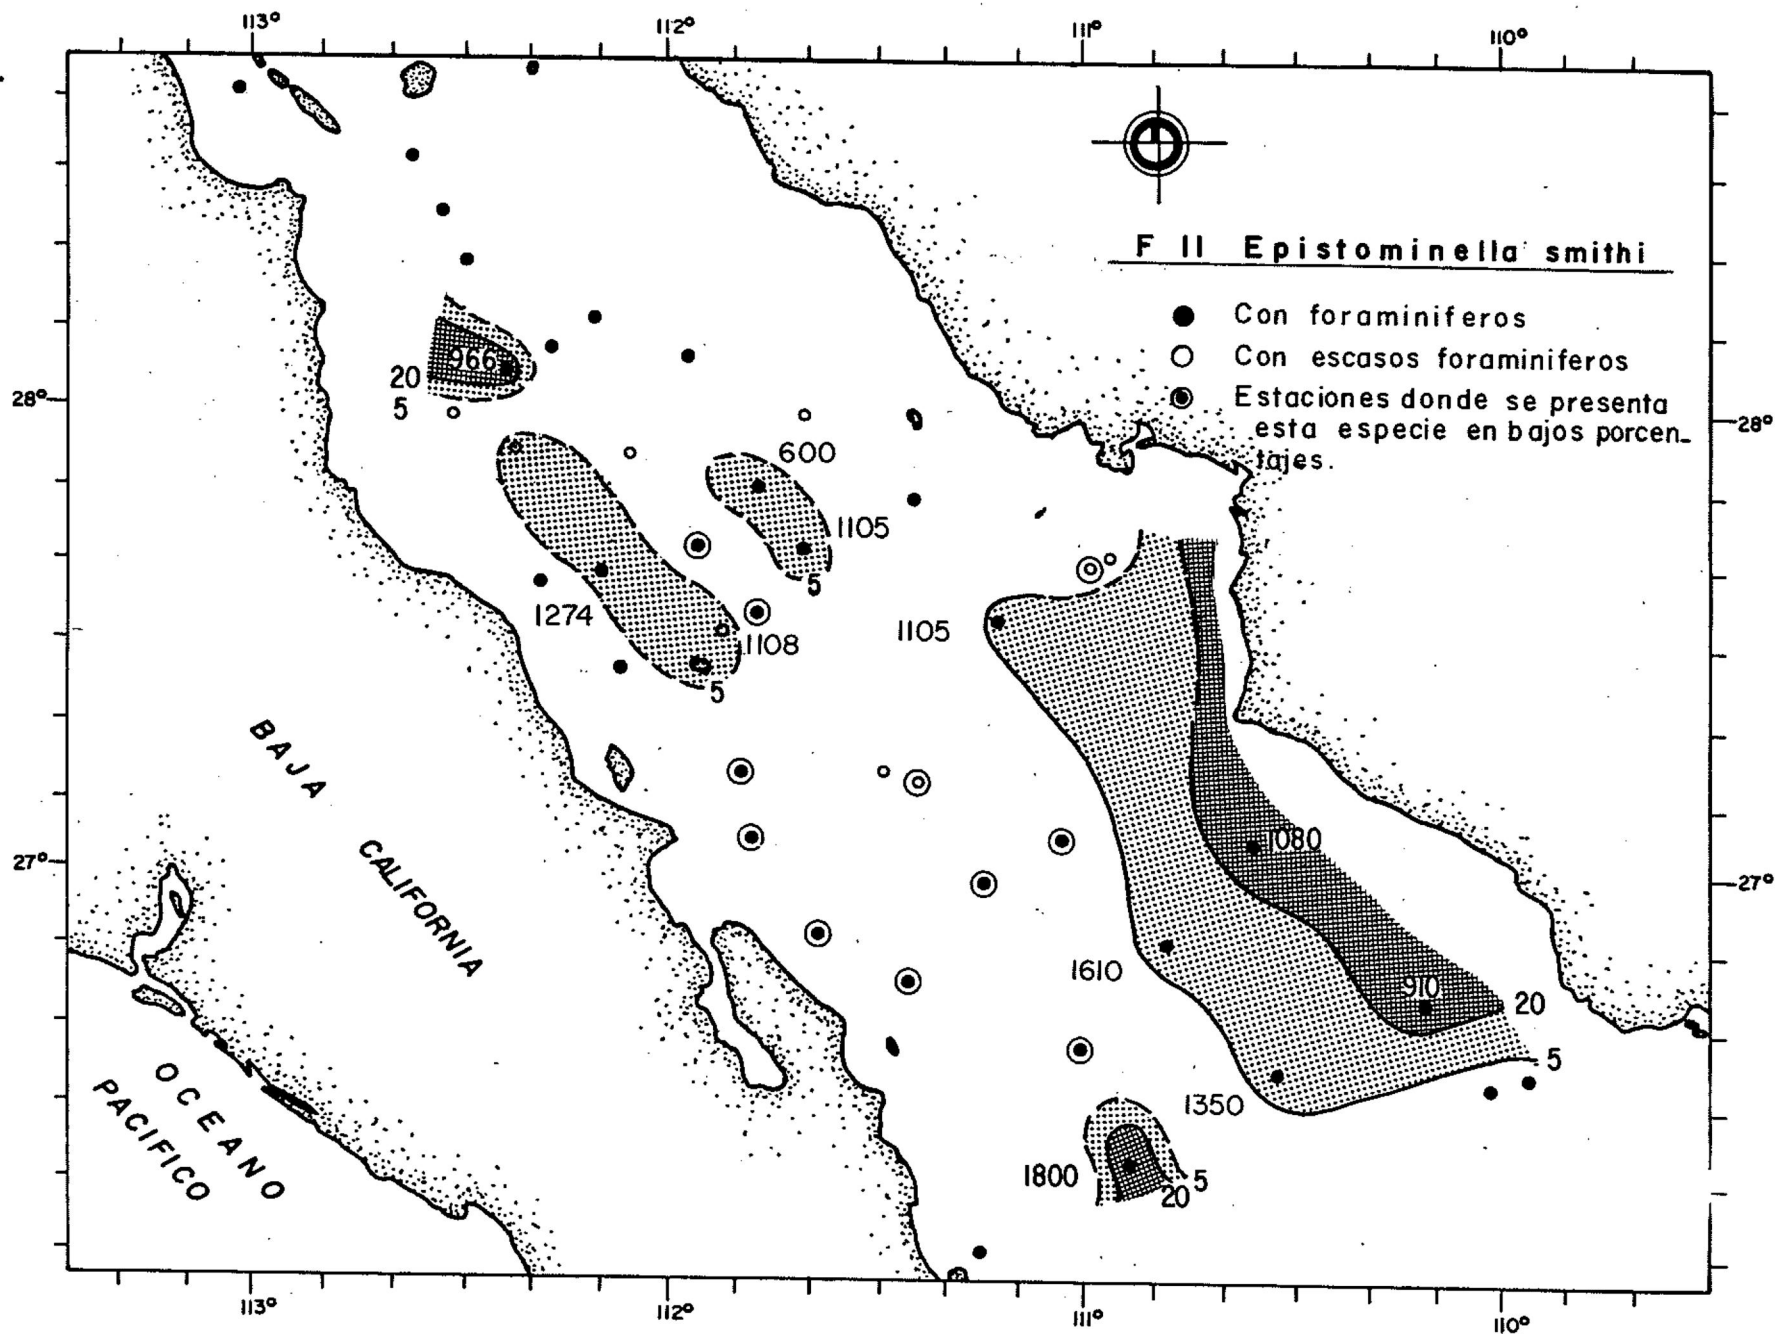 113° 112° 111° 110°
F II Epistominella smithi
Con foraminiferos
Con escasos foraminiferos
Estaciones donde se presenta
esta especie en bajos porcen-
tajes.
966
20
5
28°
28°
600
1105
5
1274
1108
5
1105
BAJA
CALIFORNIA
1080
27°
27°
1610
910
20
5
1350
1800
20
5
OCEANO
PACIFICO
113° 112° 111° 110°